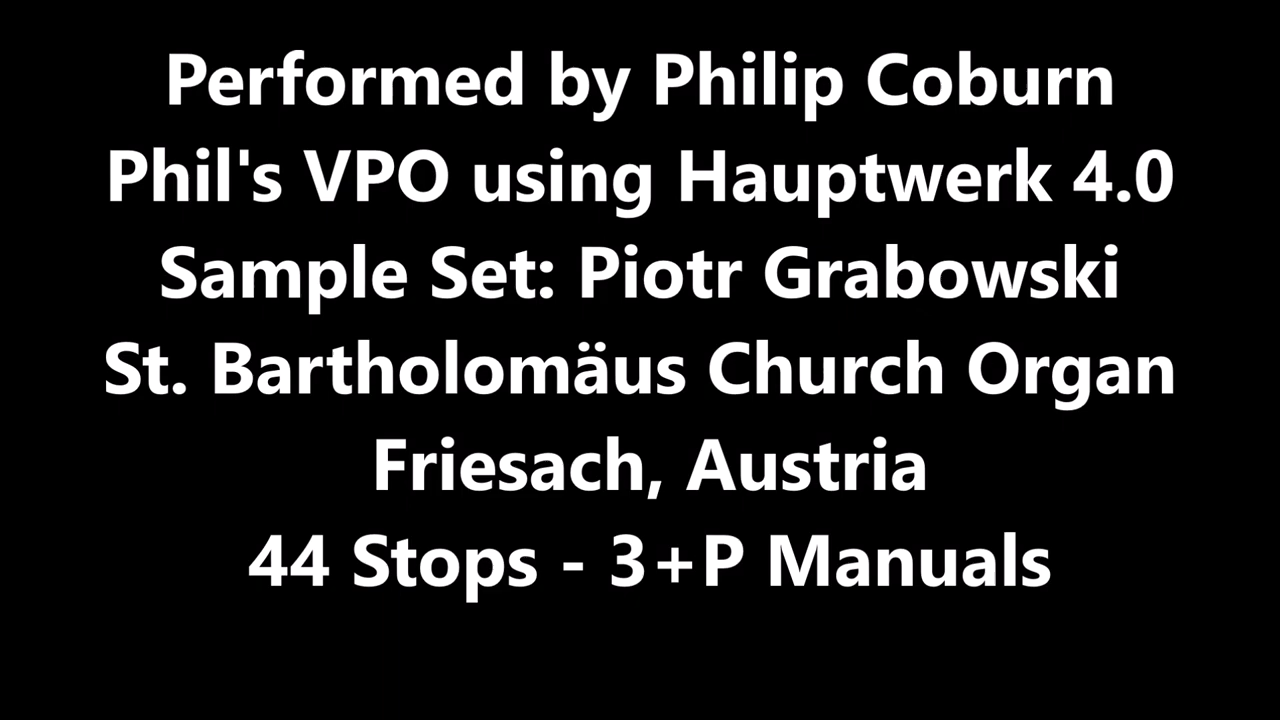 Performed by Philip Coburn
Phil's VPO using Hauptwerk 4.0
Sample Set: Piotr Grabowski
St. Bartholomäus Church Organ
Friesach, Austria
44 Stops - 3+P Manuals